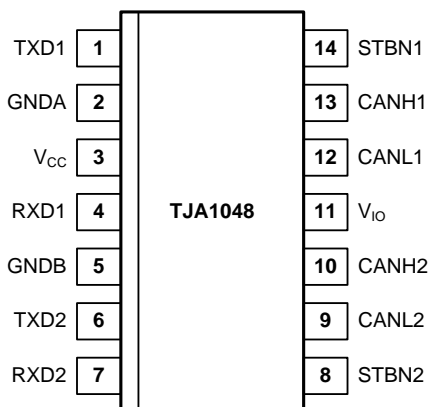 TXD1 1 14 STBN1
GNDA 2 13 CANH1
VCC 3 12 CANL1
RXD1 4 TJA1048 11 VIO
GNDB 5 10 CANH2
TXD2 6 9 CANL2
RXD2 7 8 STBN2